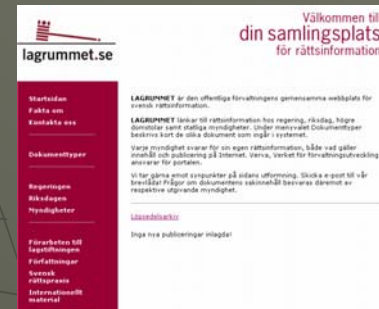 Välkommen till
din samlingsplats
för rättsinformation
lagrummet.se
Startsidan
Fakta om
Kontakta oss
Dokumenttyper
Regeringen
Riksdagen
Myndigheter
Förarbeten till
lagstiftningen
Författningar
Svensk
rättspraxis
Internationellt
material
LAGRUMMET är den offentliga förvaltningens gemensamma webbplats för
svensk rättsinformation.
LAGRUMMET länkar till rättsinformation hos regering, riksdag, högre
domstolar samt statliga myndigheter. Under menyvalet Dokumenttyper
beskrivs kort de olika dokument som ingår i systemet.
Varje myndighet svarar för sin egen rättsinformation, både vad gäller
innehåll och publicering på Internet. Verva, Verket för förvaltningsutveckling
ansvarar för portalen.
Vi tar gärna emot synpunkter på sidans utformning. Skicka e-post till vår
brevlåda! Frågor om dokumentens sakinnehåll besvaras däremot av
respektive utgivande myndighet.
Löpsedelsarkiv
Inga nya publiceringar inlagda!